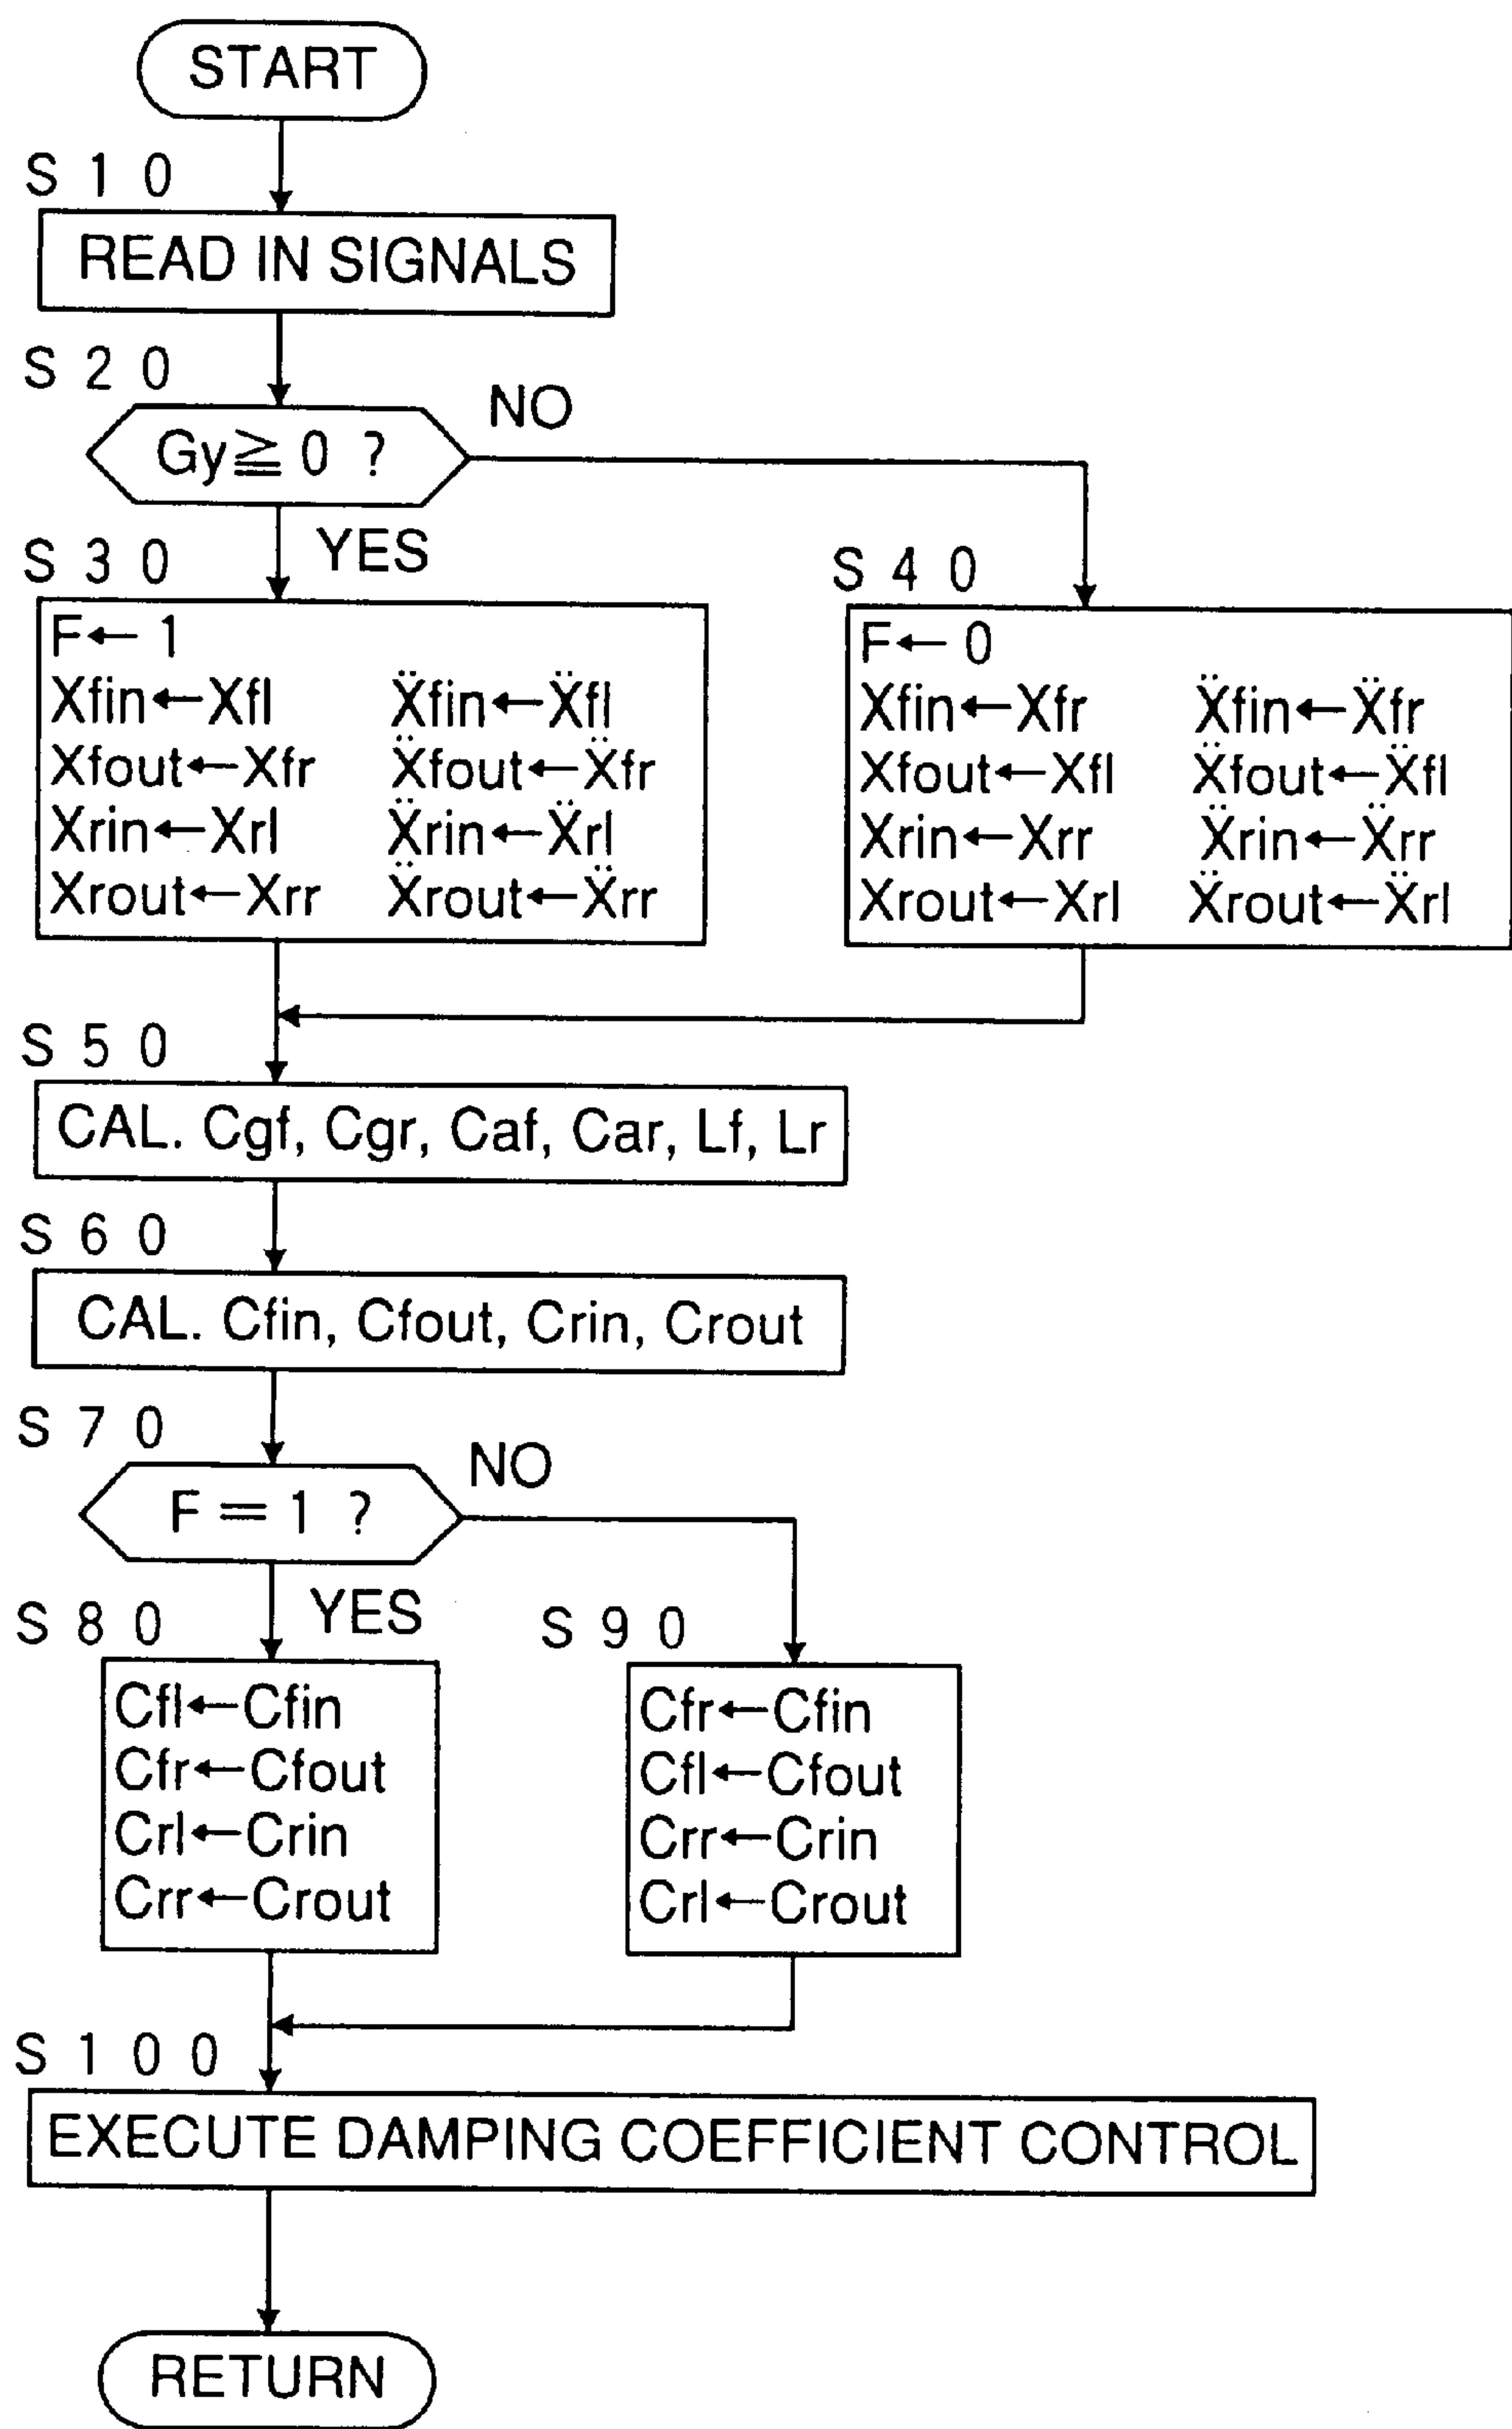 START
S 1 0
READ IN SIGNALS
S 2 0
NO
Gy≧ 0 ?
YES
S 3 0
F← 1
Xfin←Xfl Ẍfin←Ẍfl
Xfout←Xfr Ẍfout←Ẍfr
Xrin←Xrl Ẍrin←Ẍrl
Xrout←Xrr Ẍrout←Ẍrr
S 4 0
F← 0
Xfin←Xfr Ẍfin←Ẍfr
Xfout←Xfl Ẍfout←Ẍfl
Xrin←Xrr Ẍrin←Ẍrr
Xrout←Xrl Ẍrout←Ẍrl
S 5 0
CAL. Cgf, Cgr, Caf, Car, Lf, Lr
S 6 0
CAL. Cfin, Cfout, Crin, Crout
S 7 0
NO
F = 1 ?
YES
S 8 0
Cfl←Cfin
Cfr←Cfout
Crl←Crin
Crr←Crout
S 9 0
Cfr←Cfin
Cfl←Cfout
Crr←Crin
Crl←Crout
S 1 0 0
EXECUTE DAMPING COEFFICIENT CONTROL
RETURN